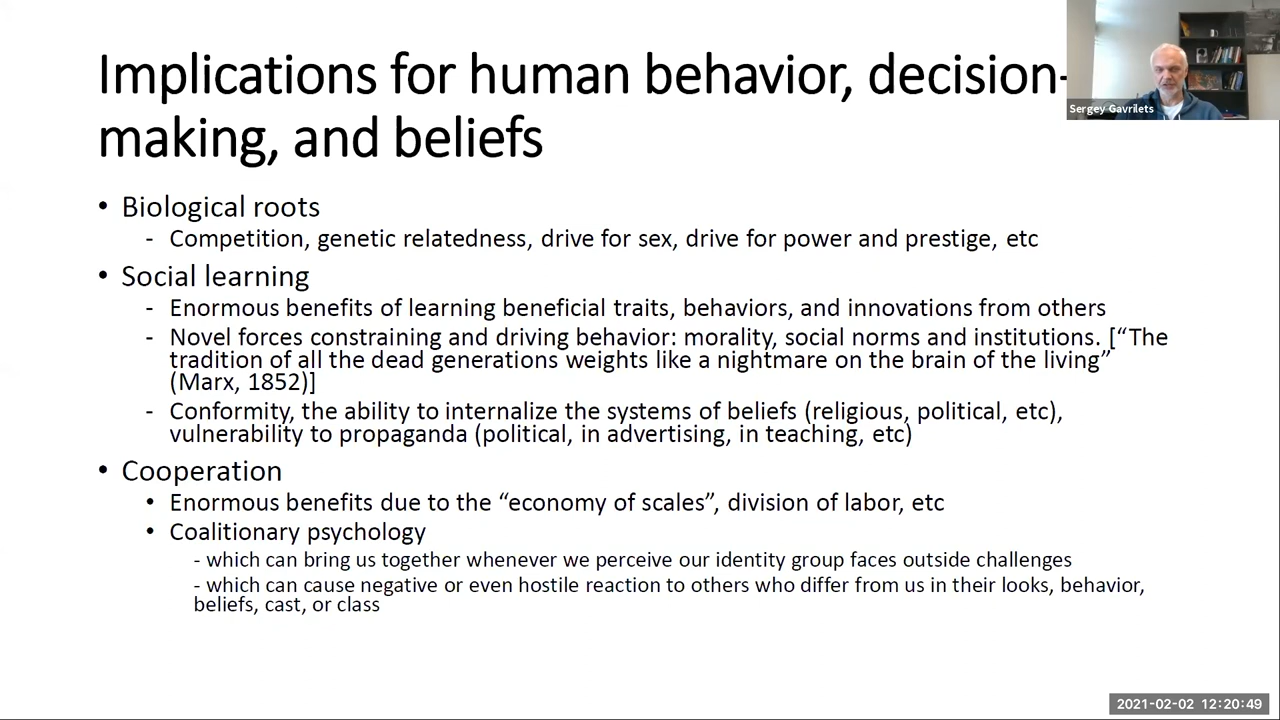 Implications for human behavior, decision-
making, and beliefs
Sergey Gavrilets
• Biological roots
- Competition, genetic relatedness, drive for sex, drive for power and prestige, etc
• Social learning
- Enormous benefits of learning beneficial traits, behaviors, and innovations from others
- Novel forces constraining and driving behavior: morality, social norms and institutions. [“The
tradition of all the dead generations weights like a nightmare on the brain of the living”
(Marx, 1852)]
- Conformity, the ability to internalize the systems of beliefs (religious, political, etc),
vulnerability to propaganda (political, in advertising, in teaching, etc)
• Cooperation
• Enormous benefits due to the “economy of scales”, division of labor, etc
• Coalitionary psychology
- which can bring us together whenever we perceive our identity group faces outside challenges
- which can cause negative or even hostile reaction to others who differ from us in their looks, behavior,
beliefs, cast, or class
2021-02-02 12:20:49